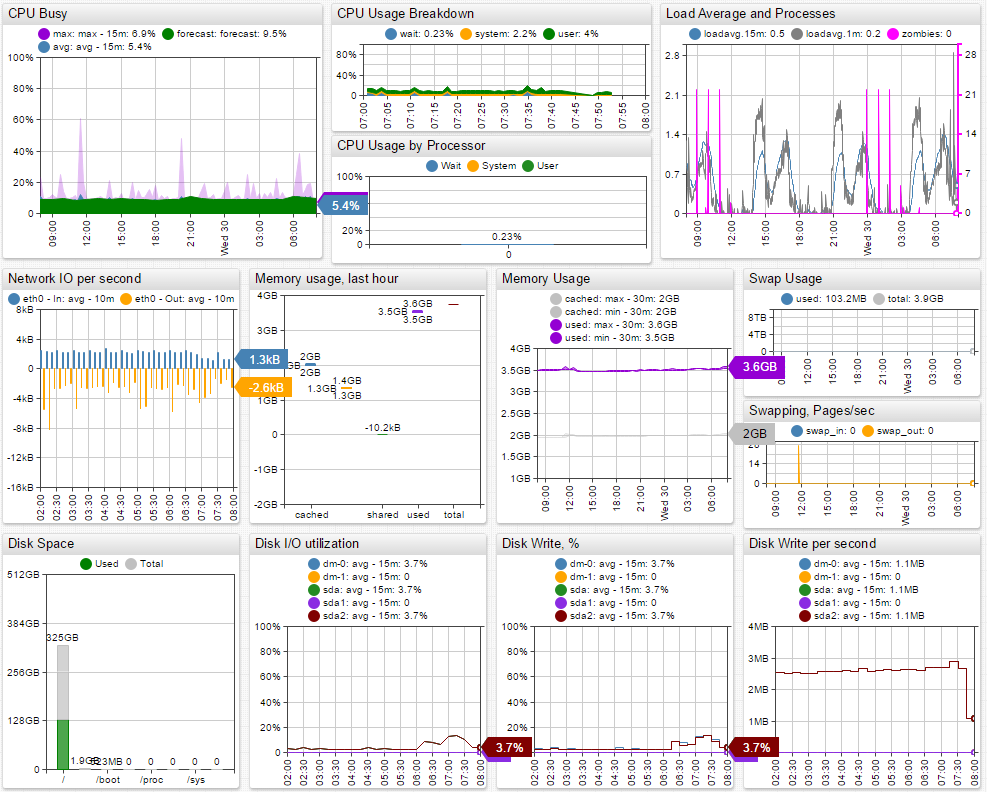 CPU Busy
max: max - 15m: 6.9% forecast: forecast: 9.5%
avg: avg - 15m: 5.4%
100%
80%
60%
40%
20%
0
09:00 12:00 15:00 18:00 21:00 Wed 30 03:00 06:00
5.4%
CPU Usage Breakdown
wait: 0.23% system: 2.2% user: 4%
80%
40%
0
07:00 07:05 07:10 07:15 07:20 07:25 07:30 07:35 07:40 07:45 07:50 07:55 08:00
CPU Usage by Processor
Wait System User
100%
20%
0
0.23%
0
Load Average and Processes
loadavg.15m: 0.5 loadavg.1m: 0.2 zombies: 0
2.8 28
2.1 21
1.4 14
0.7 7
0 0
09:00 12:00 15:00 18:00 21:00 Wed 30 03:00 06:00
Network IO per second
eth0 - In: avg - 10m eth0 - Out: avg - 10m
8kB
4kB
0
-4kB
-8kB
-12kB
-16kB
02:00 02:30 03:00 03:30 04:00 04:30 05:00 05:30 06:00 06:30 07:00 07:30 08:00
1.3kB
-2.6kB
Memory usage, last hour
4GB
3GB
GB
1GB
0
-1GB
-2GB
2GB
2GB
1.4GB
1.3GB
1.3GB
-10.2kB
3.6GB
3.5GB
3.5GB
cached shared used total
Memory Usage
cached: max - 30m: 2GB
cached: min - 30m: 2GB
used: max - 30m: 3.6GB
used: min - 30m: 3.5GB
4GB
3.5GB
3GB
2.5GB
2GB
1.5GB
1GB
09:00 12:00 15:00 18:00 21:00 Wed 30 03:00 06:00
3.6GB
2GB
Swap Usage
used: 103.2MB total: 3.9GB
8TB
4TB
0
09:00 12:00 15:00 18:00 21:00 Wed 30 03:00 06:00
Swapping, Pages/sec
swap_in: 0 swap_out: 0
14
0
09:00 12:00 15:00 18:00 21:00 Wed 30 03:00 06:00
Disk Space
Used Total
512GB
384GB
256GB
128GB
0
325GB
1.9GB
0 0 0 0 0
/ /boot /proc /sys
Disk I/O utilization
dm-0: avg - 15m: 3.7%
dm-1: avg - 15m: 0
sda: avg - 15m: 3.7%
sda1: avg - 15m: 0
sda2: avg - 15m: 3.7%
100%
80%
60%
40%
20%
0
02:00 02:30 03:00 03:30 04:00 04:30 05:00 05:30 06:00 06:30 07:00 07:30 08:00
3.7%
Disk Write, %
dm-0: avg - 15m: 3.7%
dm-1: avg - 15m: 0
sda: avg - 15m: 3.7%
sda1: avg - 15m: 0
sda2: avg - 15m: 3.7%
100%
80%
60%
40%
20%
0
02:00 02:30 03:00 03:30 04:00 04:30 05:00 05:30 06:00 06:30 07:00 07:30 08:00
3.7%
Disk Write per second
dm-0: avg - 15m: 1.1MB
dm-1: avg - 15m: 0
sda: avg - 15m: 1.1MB
sda1: avg - 15m: 0
sda2: avg - 15m: 1.1MB
4MB
3MB
2MB
1MB
0
02:00 02:30 03:00 03:30 04:00 04:30 05:00 05:30 06:00 06:30 07:00 07:30 08:00